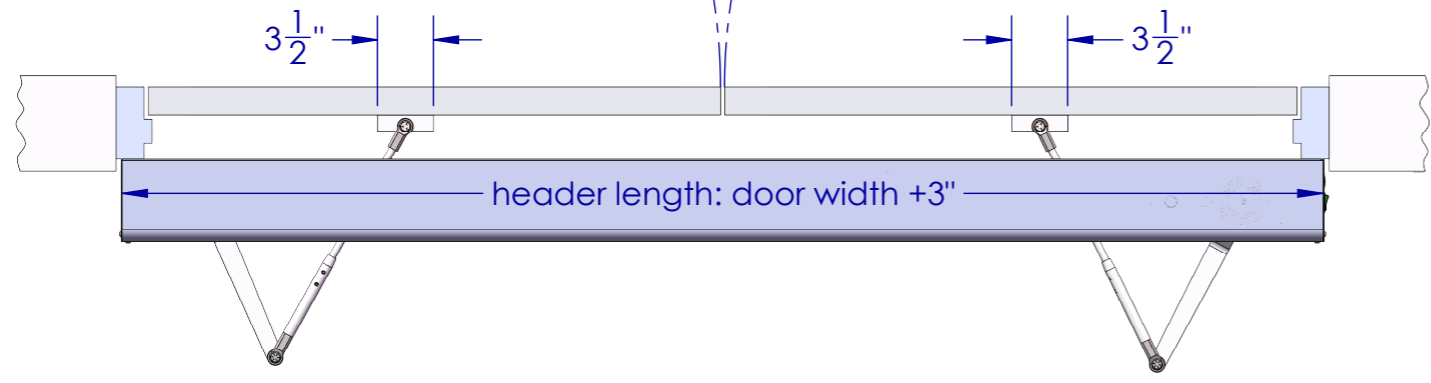 3 1/2" 3 1/2"
header length: door width +3"